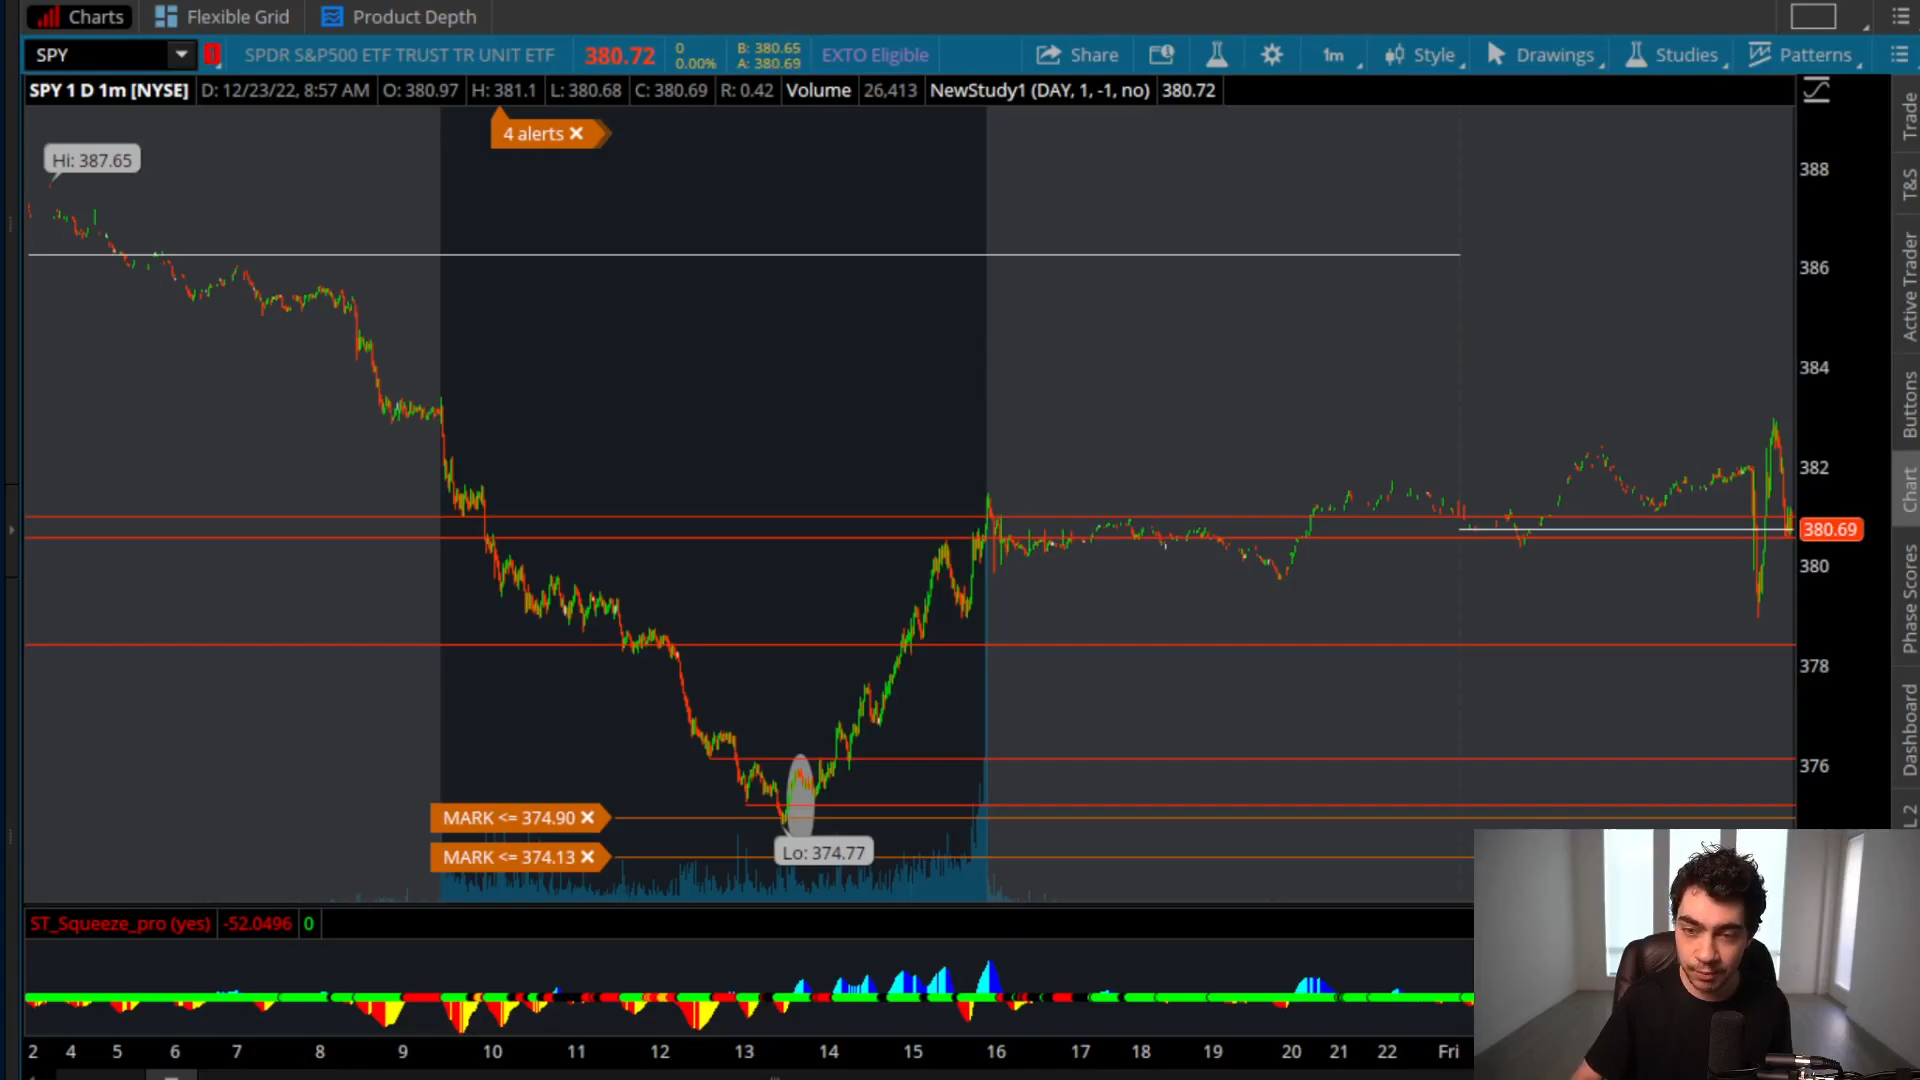 Charts Flexible Grid Product Depth
SPY SPDR S&P500 ETF TRUST TR UNIT ETF 380.72 0 0.00% B: 380.65 A: 380.69 EXTO Eligible Share 1m Style Drawings Studies Patterns
SPY 1 D 1m [NYSE] D: 12/23/22, 8:57 AM O: 380.97 H: 381.1 L: 380.68 C: 380.69 R: 0.42 Volume 26,413 NewStudy1 (DAY, 1, -1, no) 380.72
4 alerts
Hi: 387.65
388
386
384
382
380.69
380
378
376
MARK <= 374.90
MARK <= 374.13
Lo: 374.77
ST_Squeeze_pro (yes) -52.0496 0
2 4 5 6 7 8 9 10 11 12 13 14 15 16 17 18 19 20 21 22 Fri
Trade
T&S
Active Trader
Buttons
Chart
Phase Scores
Dashboard
L 2